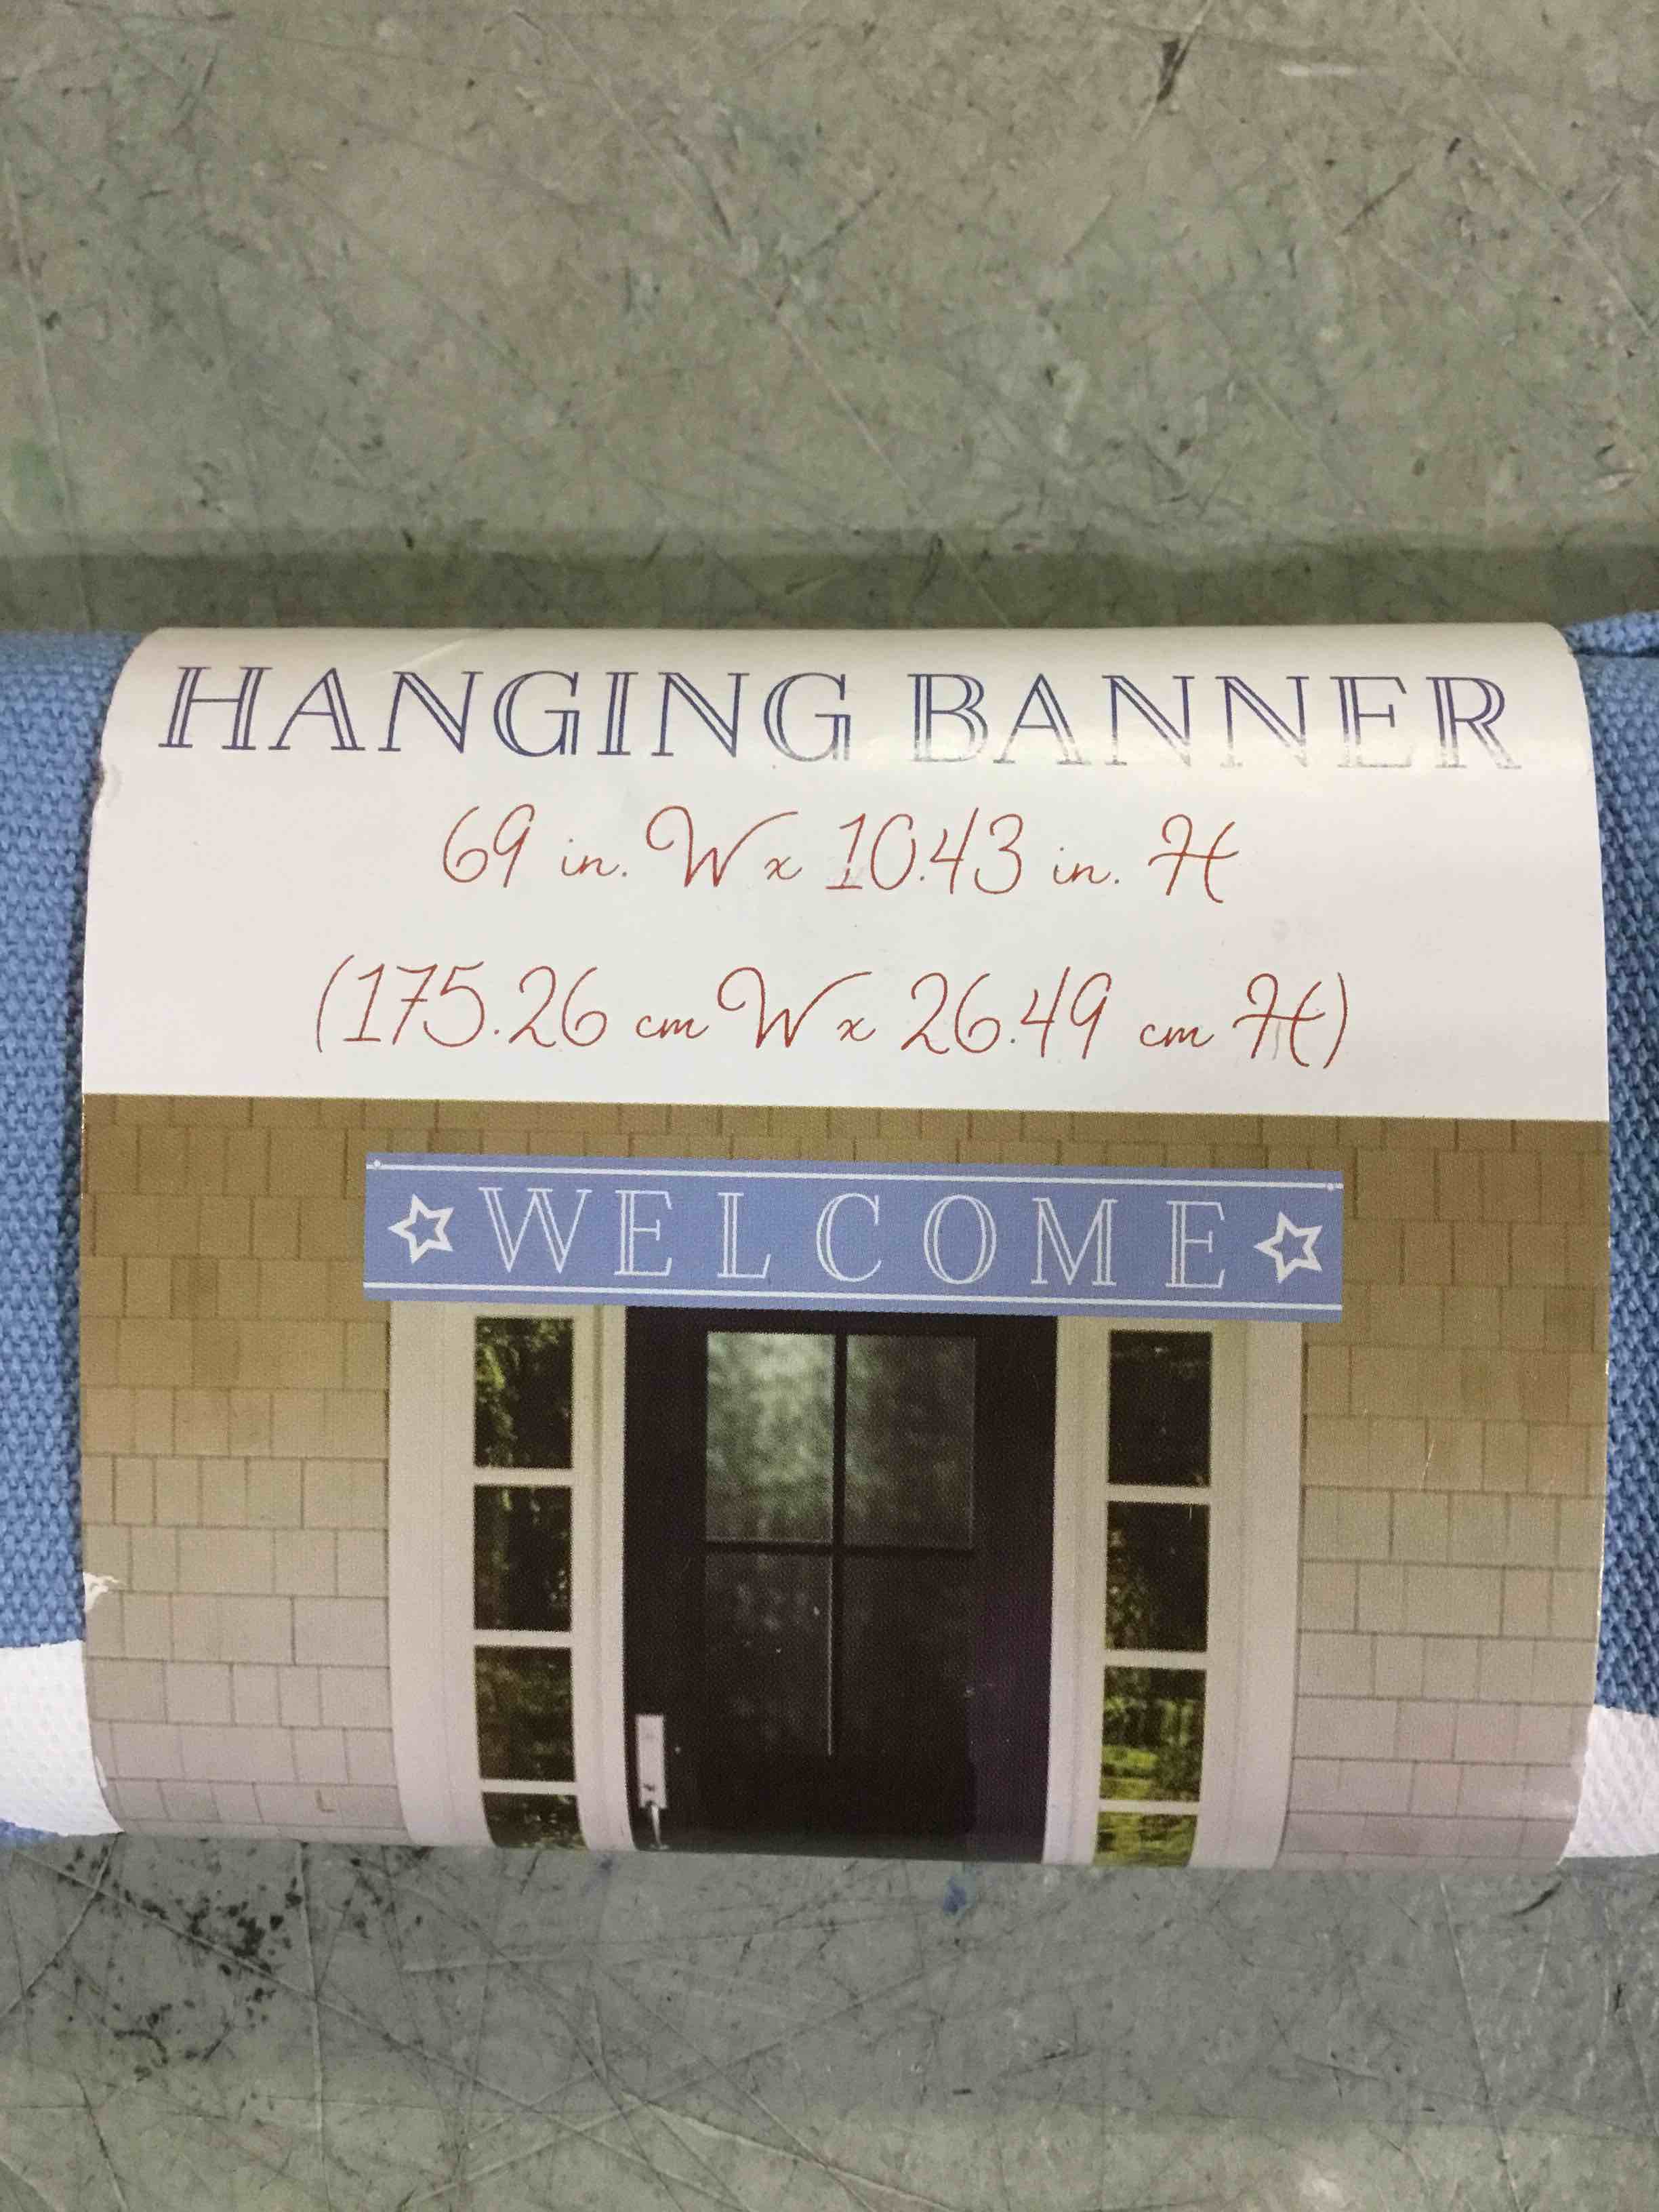 HANGING BANNER
69 in. W x 10.43 in. H
(175.26 cm W x 26.49 cm H)
WELCOME